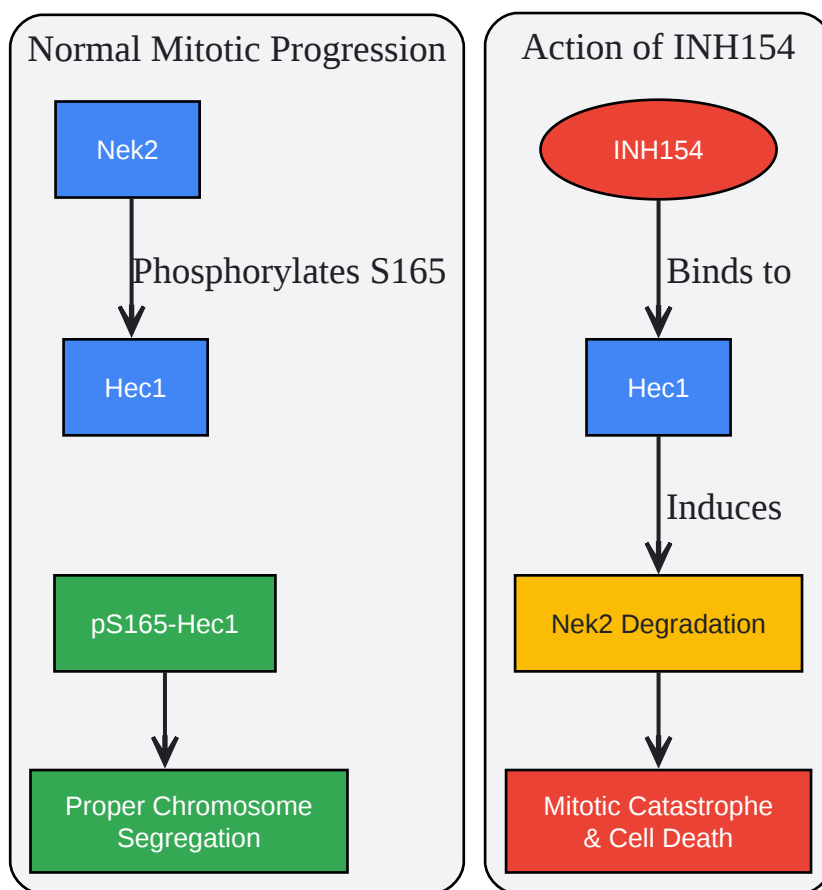 Normal Mitotic Progression
Nek2
Phosphorylates S165
Hec1
pS165-Hec1
Proper Chromosome
Segregation
Action of INH154
INH154
Binds to
Hec1
Induces
Nek2 Degradation
Mitotic Catastrophe
& Cell Death